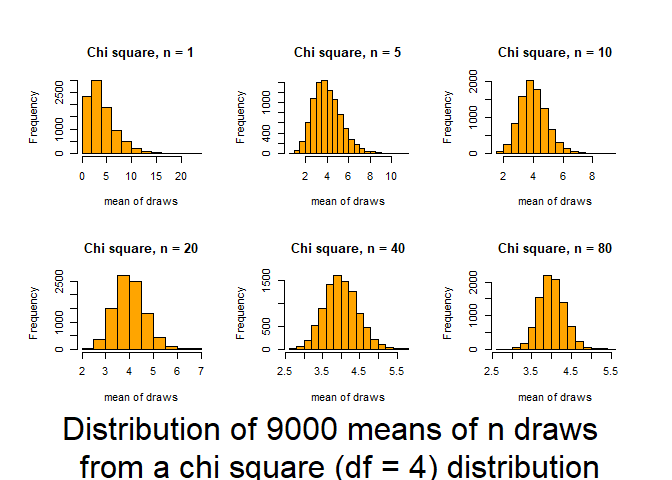 Chi square, n = 1
Frequency
0 1000 2500
0 5 10 15 20
mean of draws
Chi square, n = 5
Frequency
0 400 1000
2 4 6 8 10
mean of draws
Chi square, n = 10
Frequency
0 1000 2000
2 4 6 8
mean of draws
Chi square, n = 20
Frequency
0 1000 2500
2 3 4 5 6 7
mean of draws
Chi square, n = 40
Frequency
0 500 1500
2.5 3.5 4.5 5.5
mean of draws
Chi square, n = 80
Frequency
0 1000 2000
2.5 3.5 4.5 5.5
mean of draws
Distribution of 9000 means of n draws
from a chi square (df = 4) distribution